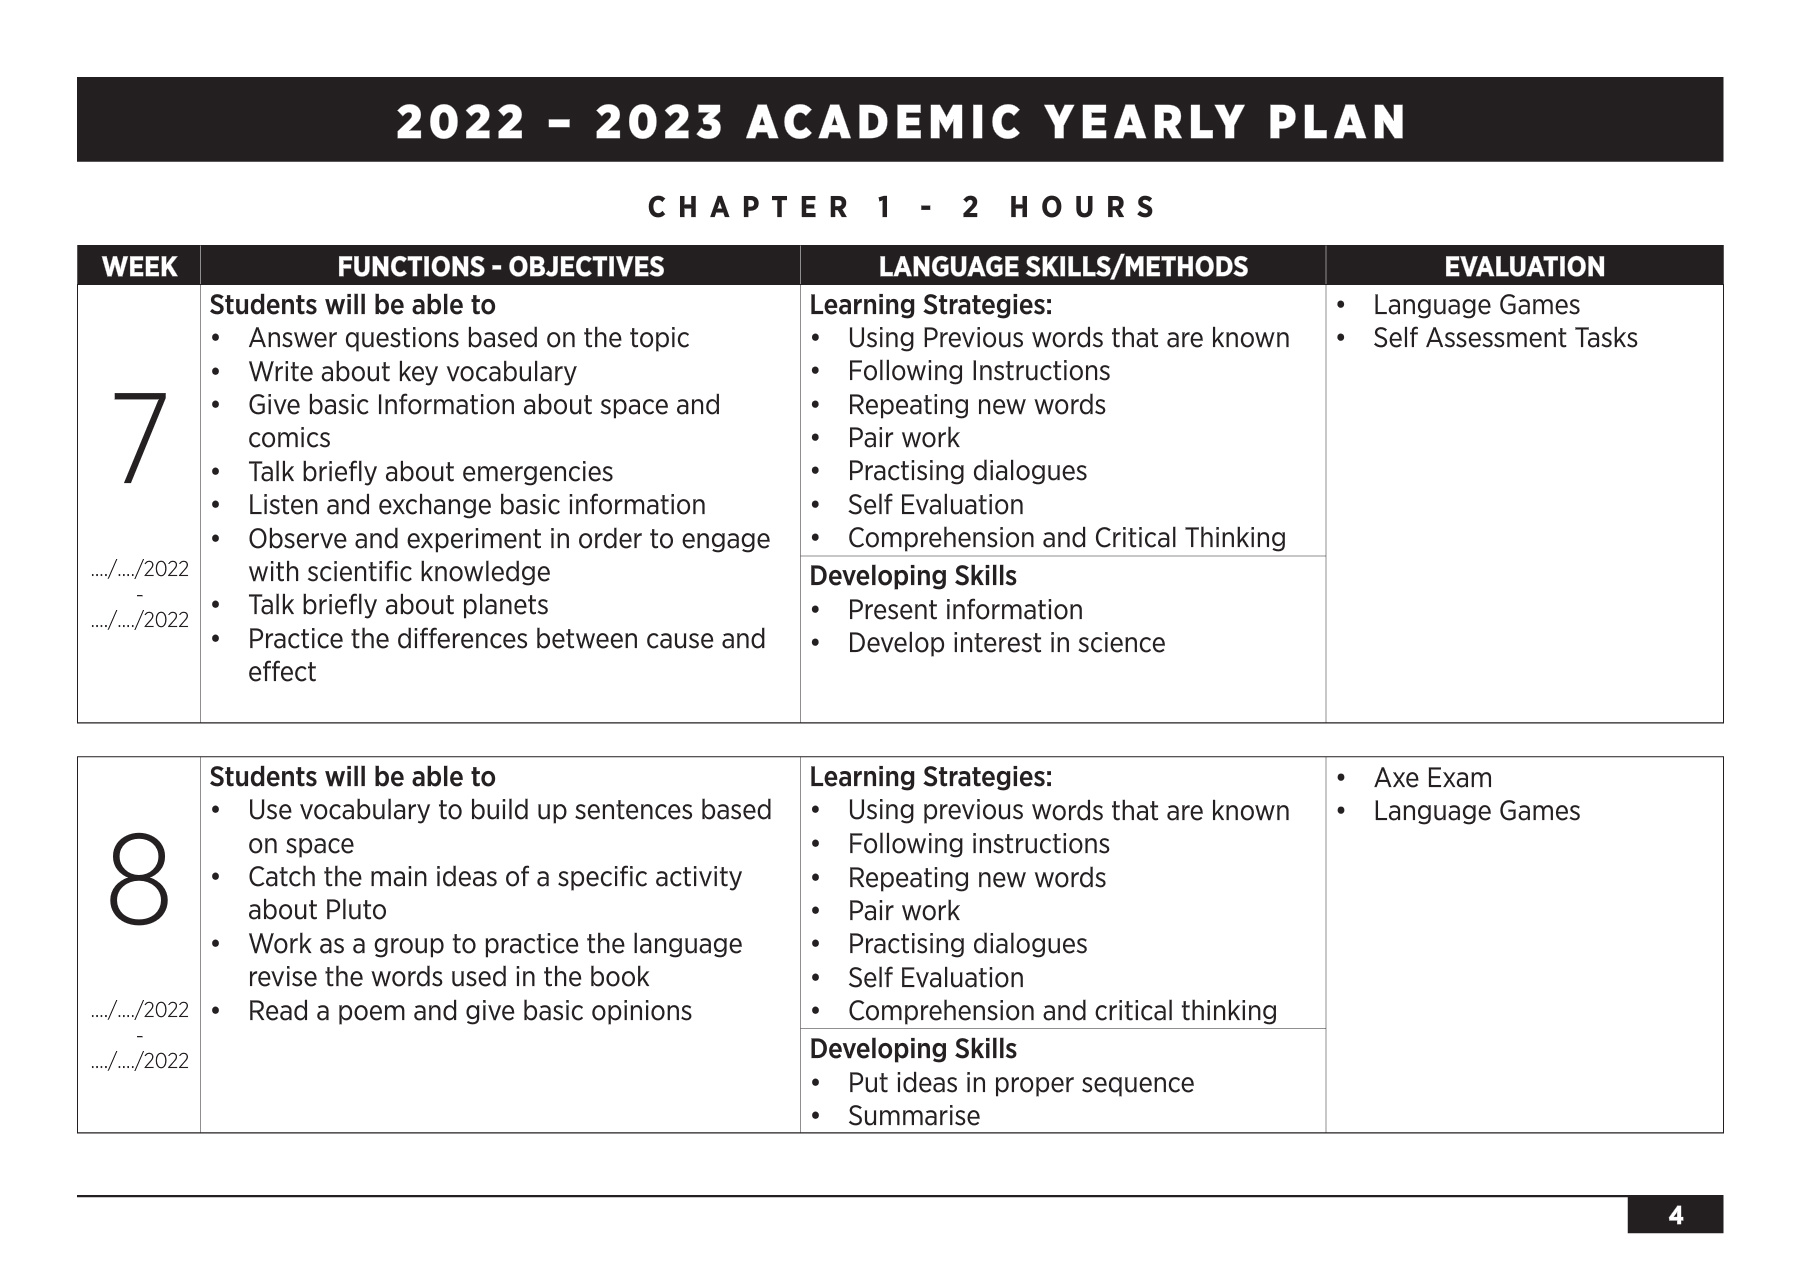 2022 – 2023 ACADEMIC YEARLY PLAN
CHAPTER 1 - 2 HOURS
WEEK
FUNCTIONS - OBJECTIVES
LANGUAGE SKILLS/METHODS
EVALUATION
7
..../..../2022
-
..../..../2022
Students will be able to
• Answer questions based on the topic
• Write about key vocabulary
• Give basic Information about space and
comics
• Talk briefly about emergencies
• Listen and exchange basic information
• Observe and experiment in order to engage
with scientific knowledge
• Talk briefly about planets
• Practice the differences between cause and
effect
Learning Strategies:
• Using Previous words that are known
• Following Instructions
• Repeating new words
• Pair work
• Practising dialogues
• Self Evaluation
• Comprehension and Critical Thinking
Developing Skills
• Present information
• Develop interest in science
• Language Games
• Self Assessment Tasks
8
..../..../2022
-
..../..../2022
Students will be able to
• Use vocabulary to build up sentences based
on space
• Catch the main ideas of a specific activity
about Pluto
• Work as a group to practice the language
revise the words used in the book
• Read a poem and give basic opinions
Learning Strategies:
• Using previous words that are known
• Following instructions
• Repeating new words
• Pair work
• Practising dialogues
• Self Evaluation
• Comprehension and critical thinking
Developing Skills
• Put ideas in proper sequence
• Summarise
• Axe Exam
• Language Games
4